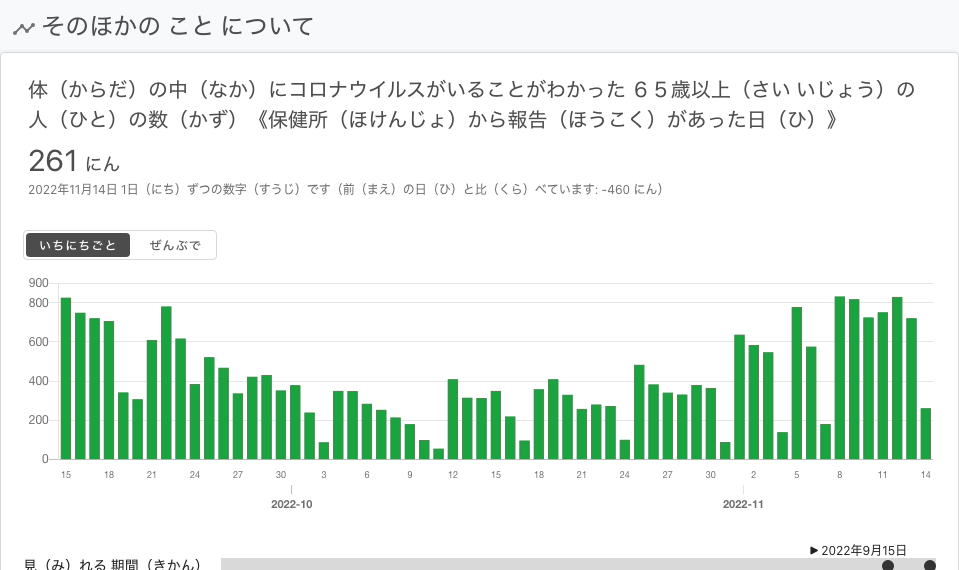 そのほかの こと について
体（からだ）の中（なか）にコロナウイルスがいることがわかった ６５歳以上（さい いじょう）の
人（ひと）の数（かず）《保健所（ほけんじょ）から報告（ほうこく）があった日（ひ）》
261 にん
2022年11月14日 1日（にち）ずつの数字（すうじ）です（前（まえ）の日（ひ）と比（くら）べています: -460 にん）
いちにちごと ぜんぶで
900
800
600
400
200
0
15 18 21 24 27 30 3 6 9 12 15 18 21 24 27 30 2 5 8 11 14
2022-10 2022-11
▶ 2022年9月15日
見（み）れる 期間（きかん）